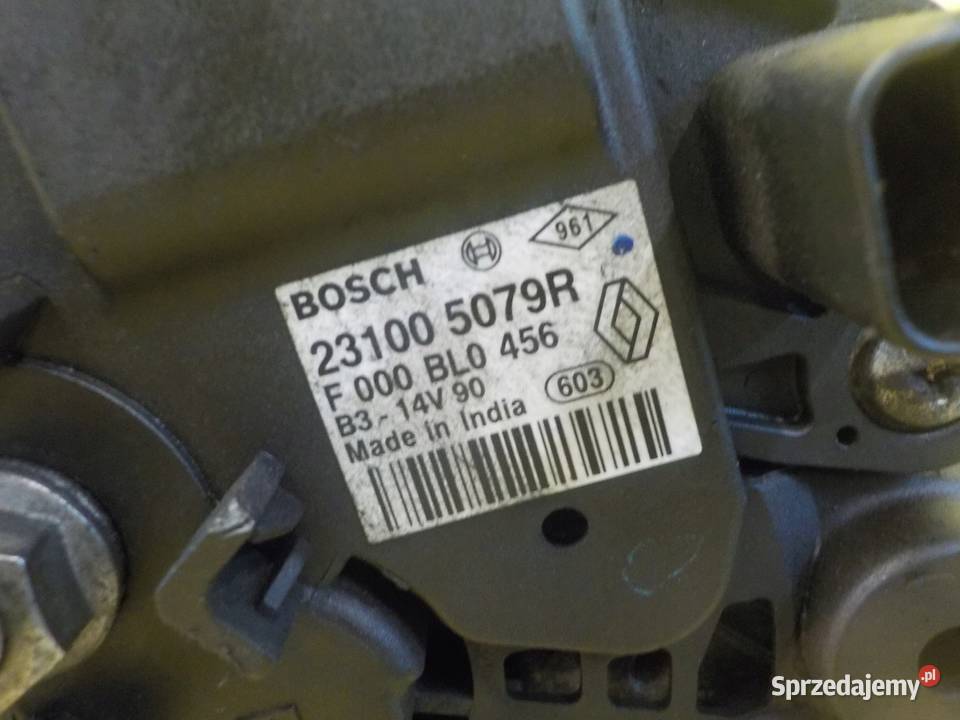 961
BOSCH
23100 5079R
F 000 BL0 456
B3 - 14V 90
603
Made in India
Sprzedajemy.pl